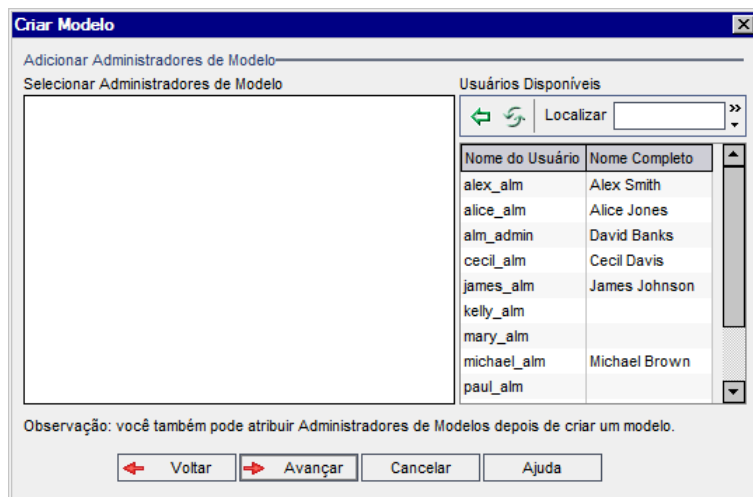 Criar Modelo
Adicionar Administradores de Modelo
Selecionar Administradores de Modelo
Usuários Disponíveis
Localizar
Nome do Usuário Nome Completo
alex_alm Alex Smith
alice_alm Alice Jones
alm_admin David Banks
cecil_alm Cecil Davis
james_alm James Johnson
kelly_alm
mary_alm
michael_alm Michael Brown
paul_alm
Observação: você também pode atribuir Administradores de Modelos depois de criar um modelo.
Voltar Avançar Cancelar Ajuda